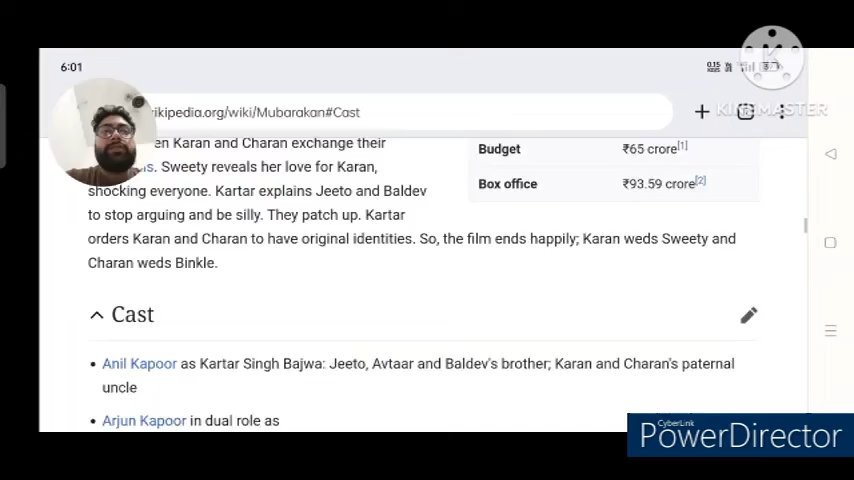 6:01
ikipedia.org/wiki/Mubarakan#Cast
KINEMASTER
en Karan and Charan exchange their
s. Sweety reveals her love for Karan,
shocking everyone. Kartar explains Jeeto and Baldev
to stop arguing and be silly. They patch up. Kartar
orders Karan and Charan to have original identities. So, the film ends happily; Karan weds Sweety and
Charan weds Binkle.
Budget ₹65 crore[1]
Box office ₹93.59 crore[2]
Cast
• Anil Kapoor as Kartar Singh Bajwa: Jeeto, Avtaar and Baldev's brother; Karan and Charan's paternal
uncle
• Arjun Kapoor in dual role as
CyberLink
PowerDirector